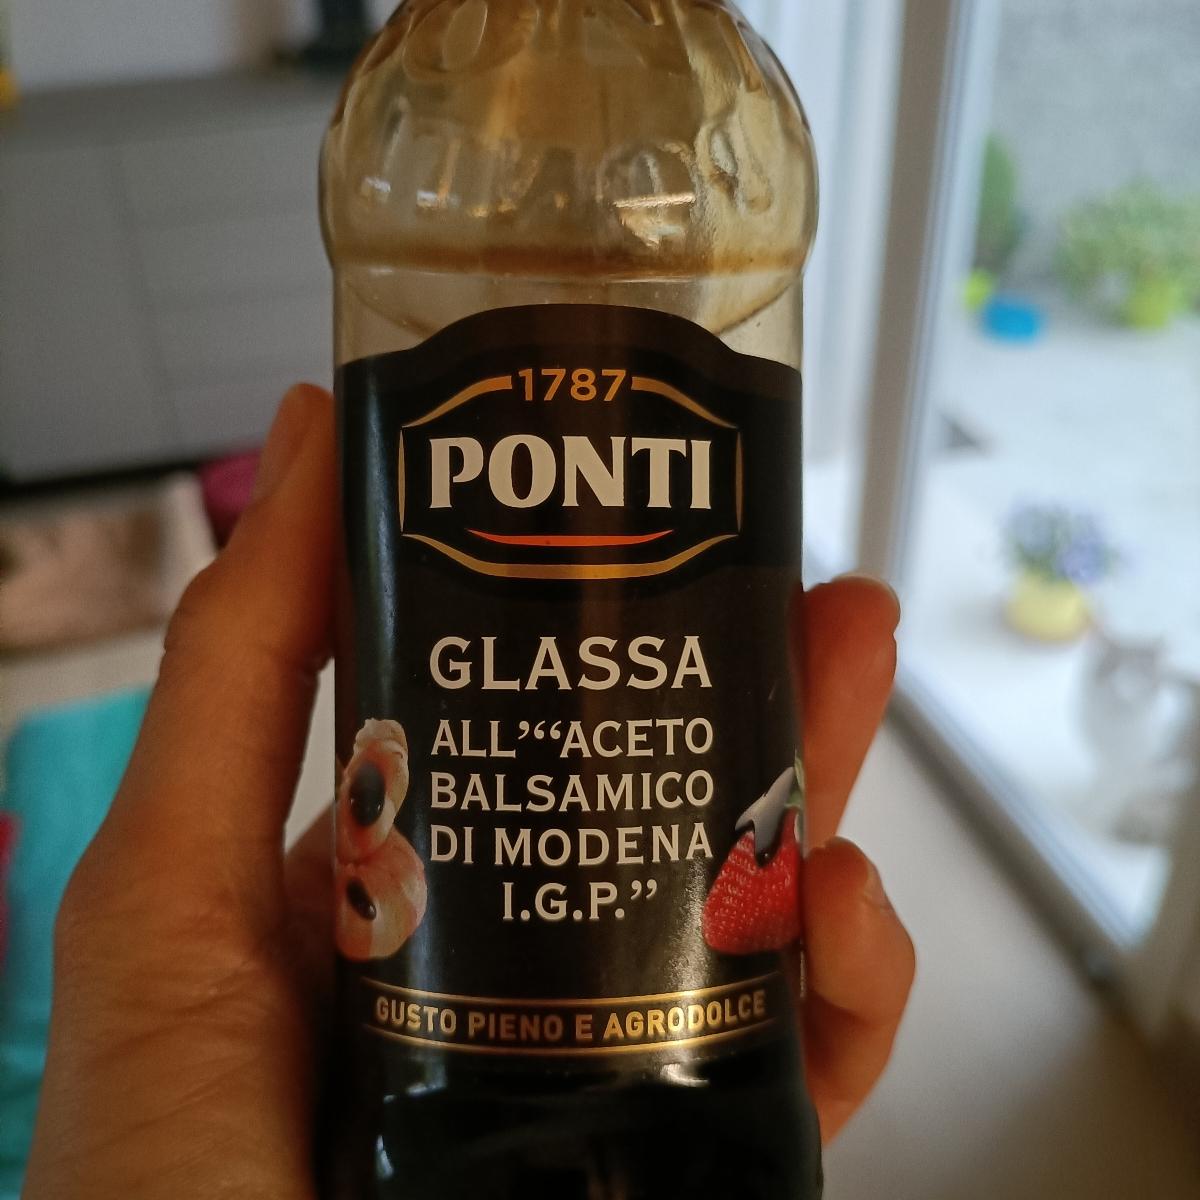 1787
PONTI
GLASSA
ALL'“ACETO
BALSAMICO
DI MODENA
I.G.P.”
GUSTO PIENO E AGRODOLCE